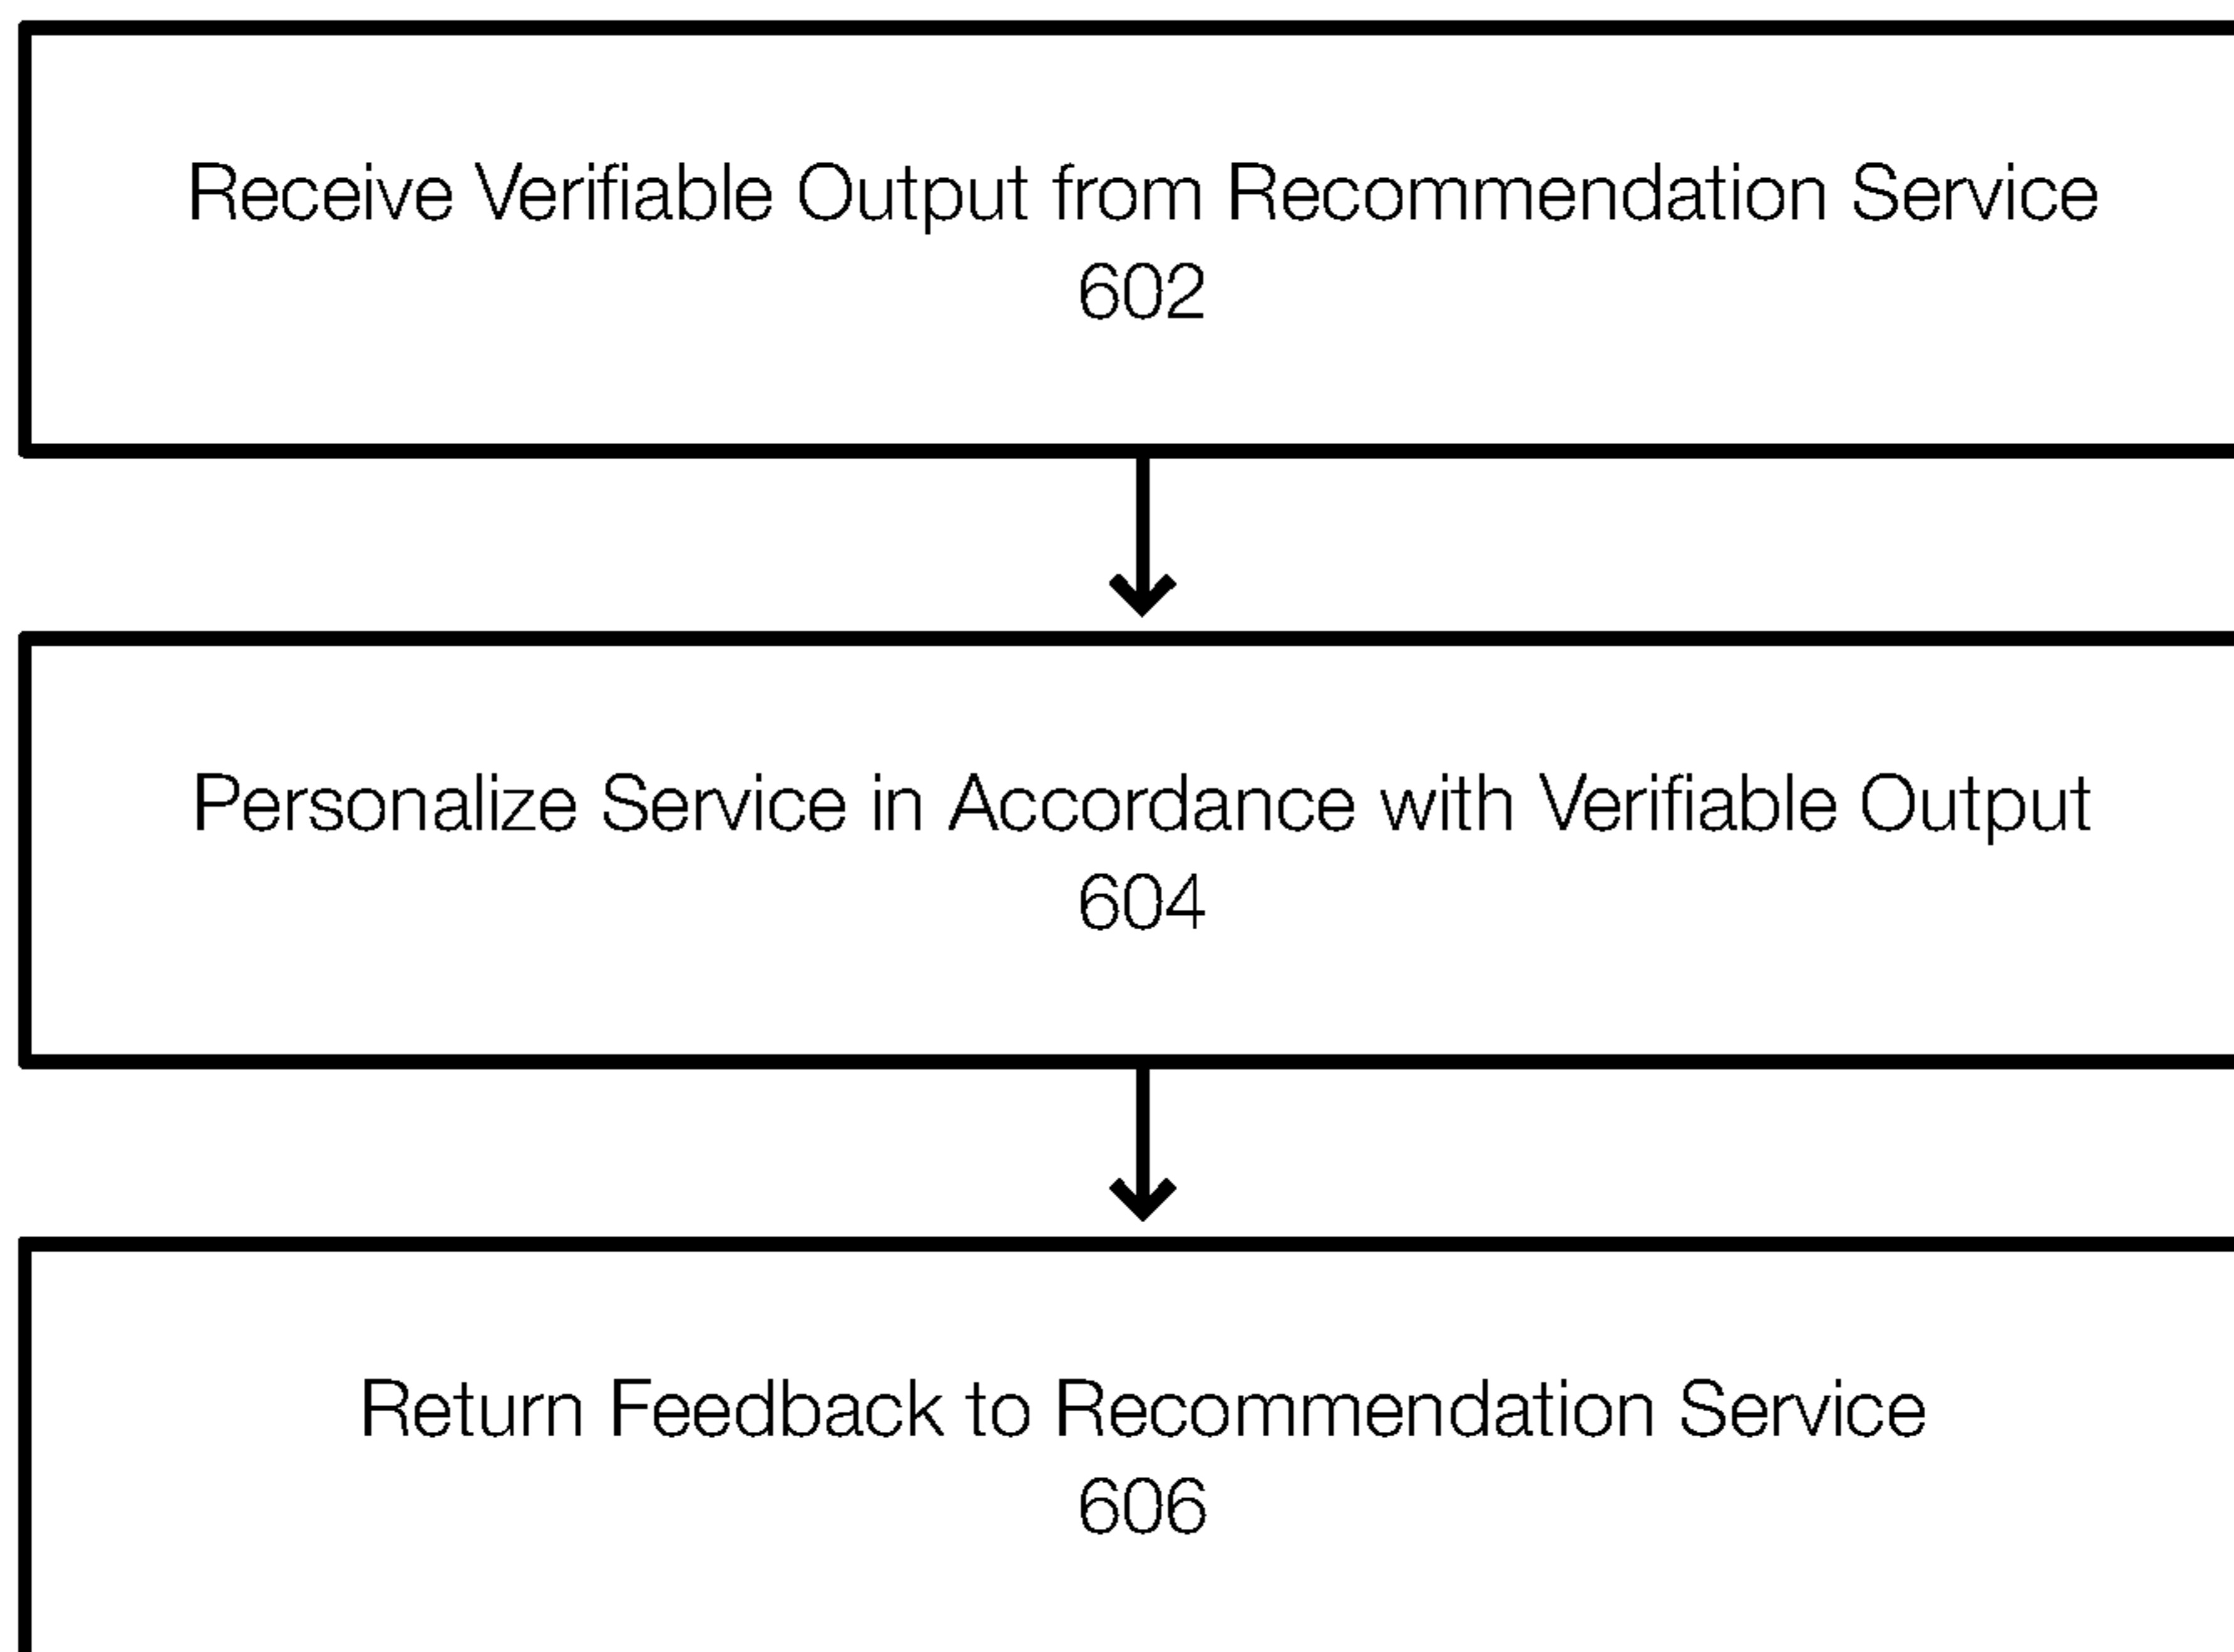 Receive Verifiable Output from Recommendation Service
602
Personalize Service in Accordance with Verifiable Output
604
Return Feedback to Recommendation Service
606